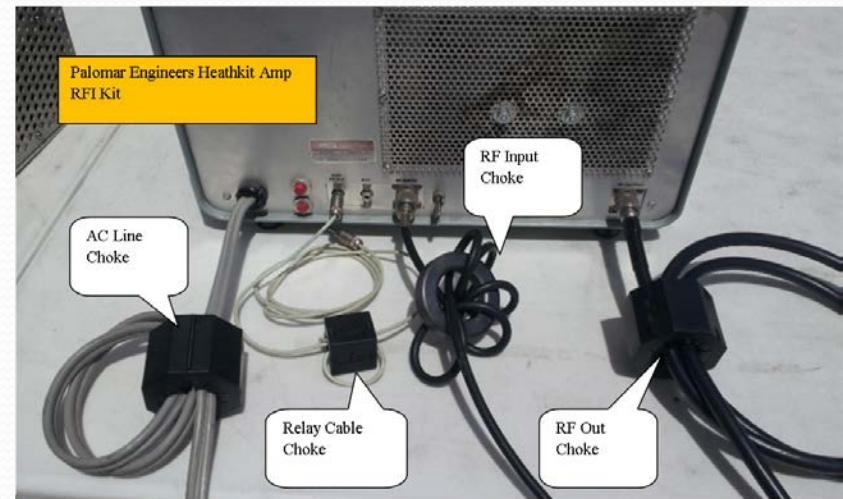 Palomar Engineers Heathkit Amp
RFI Kit
RF Input
Choke
AC Line
Choke
Relay Cable
Choke
RF Out
Choke